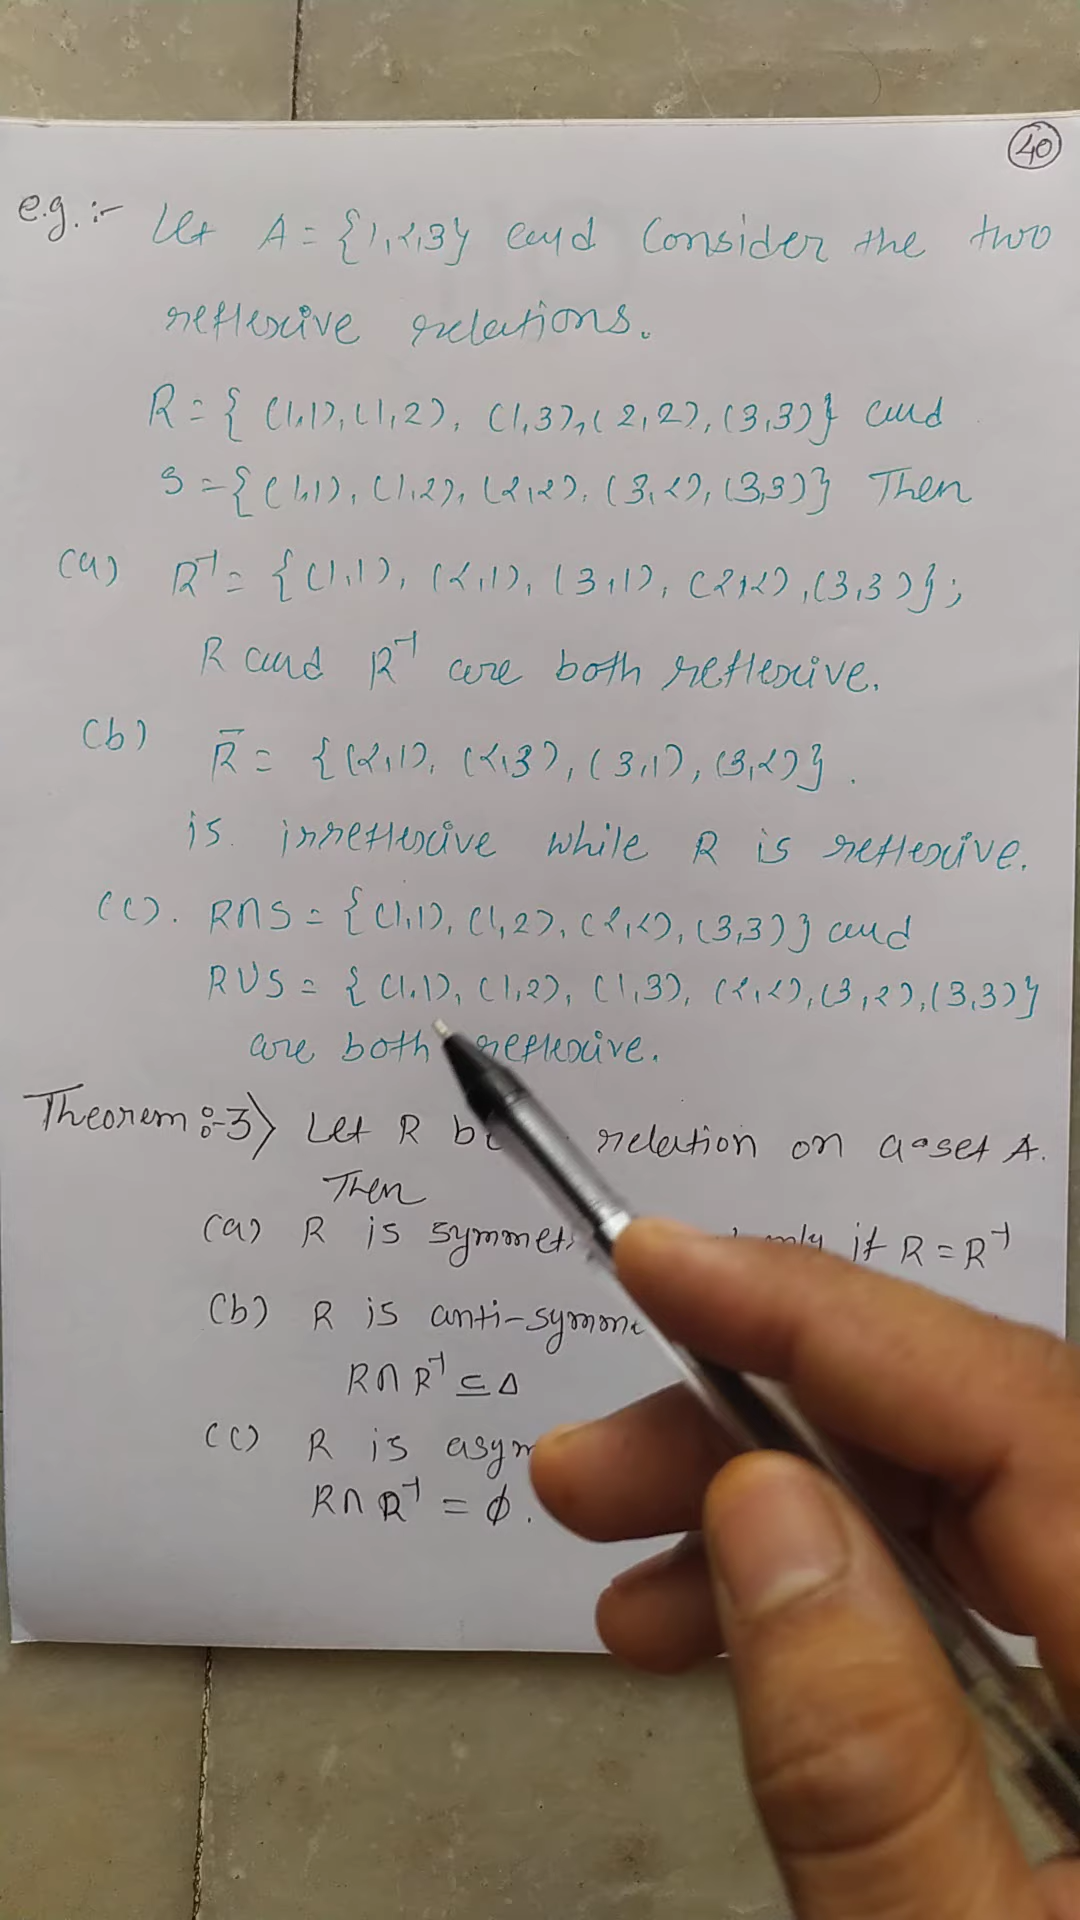 40
e.g. :- Let A = {1,2,3} and Consider the two
reflexive relations.
R = { (1,1), (1,2), (1,3), (2,2), (3,3)} and
S = { (1,1), (1,2), (2,2), (3,2), (3,3)} Then
(a) R⁻¹ = { (1,1), (2,1), (3,1), (2,2), (3,3)};
R and R⁻¹ are both reflexive.
(b) R̄ = {(2,1), (2,3), (3,1), (3,2)}.
is irreflexive while R is reflexive.
(c). R∩S = {(1,1), (1,2), (2,2), (3,3)} and
R∪S = { (1,1), (1,2), (1,3), (2,2), (3,2), (3,3)}
are both reflexive.
Theorem :-3) Let R relation on a set A.
Then
(a) R is only if R = R⁻¹
(b) R is
R∩R⁻¹ ⊆ Δ
(c) R is
R∩R⁻¹ = ϕ.